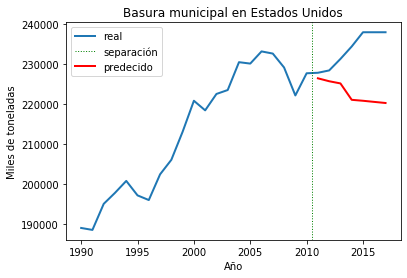 Basura municipal en Estados Unidos
real
separación
predecido
Miles de toneladas
240000
230000
220000
210000
200000
190000
1990
1995
2000
2005
2010
2015
Año